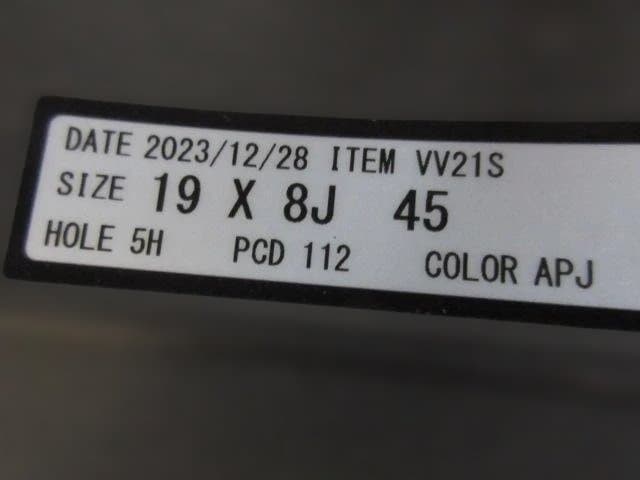 DATE 2023/12/28 ITEM VV21S
SIZE 19 X 8J 45
HOLE 5H PCD 112 COLOR APJ